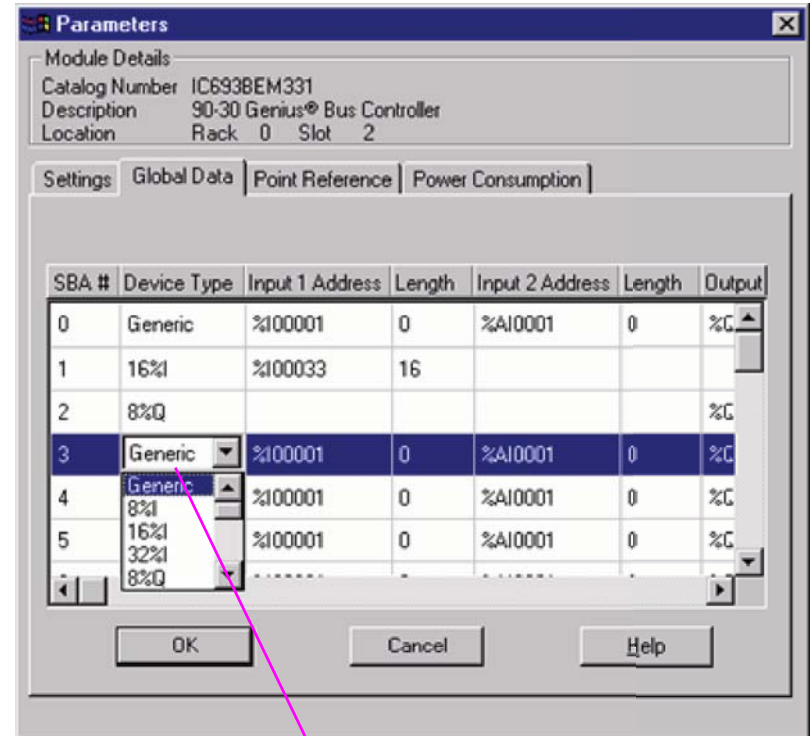 Parameters
Module Details
Catalog Number IC693BEM331
Description 90-30 Genius® Bus Controller
Location Rack 0 Slot 2
Settings Global Data Point Reference Power Consumption
SBA # Device Type Input 1 Address Length Input 2 Address Length Output
0 Generic %I00001 0 %AI0001 0
1 16%I %I00033 16
2 8%Q
3 Generic %I00001 0 %AI0001 0
Generic
8%I
4 %I00001 0 %AI0001 0
16%I
5 %I00001 0 %AI0001 0
32%I
8%Q
OK Cancel Help